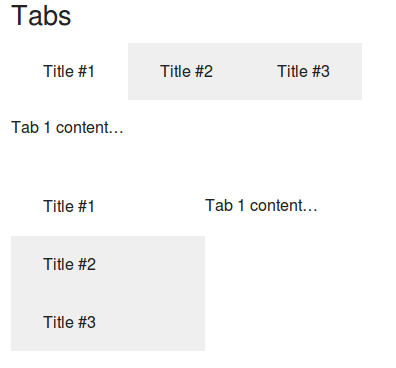 Tabs
Title #1 Title #2 Title #3
Tab 1 content…
Title #1 Tab 1 content…
Title #2
Title #3